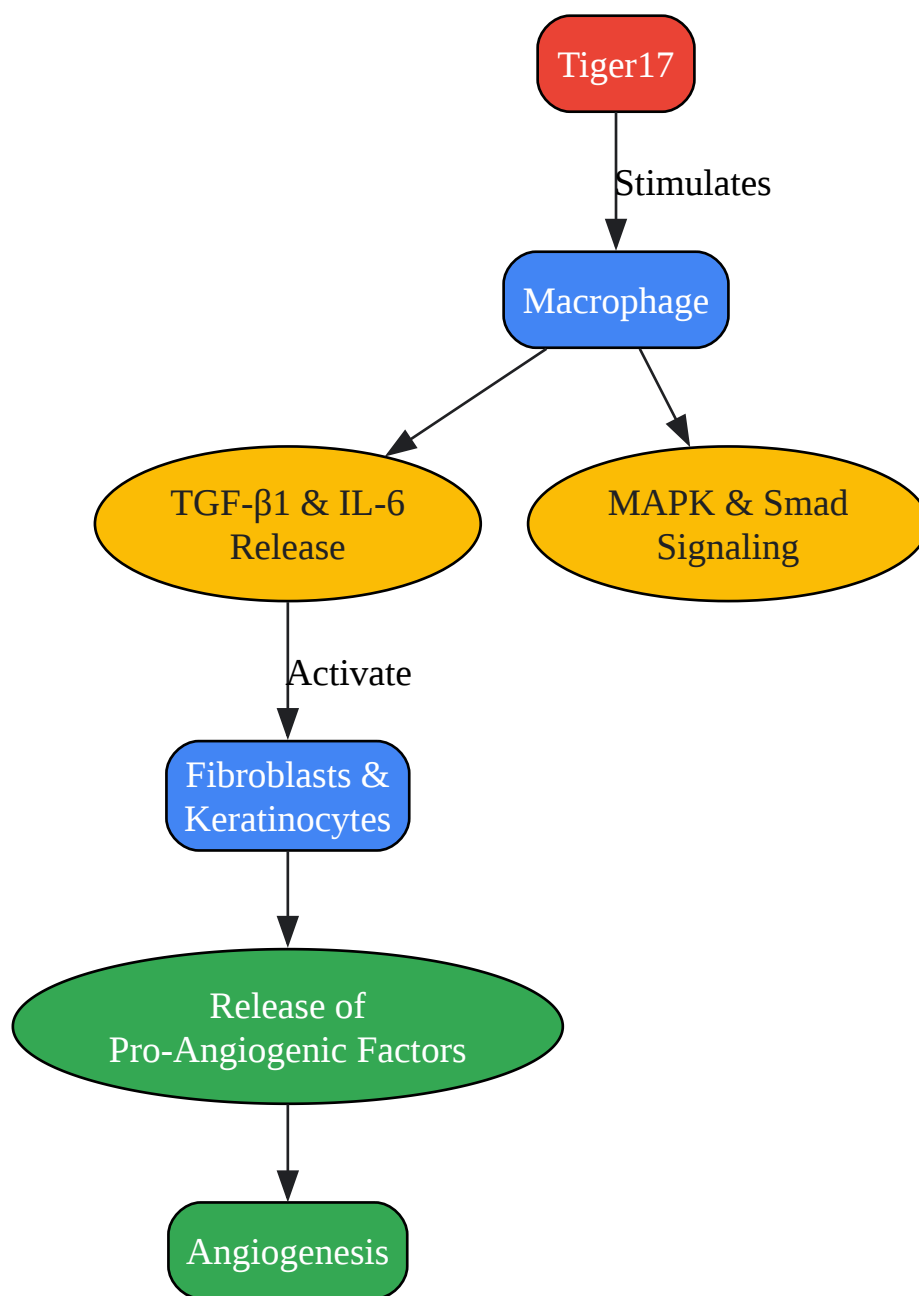 Tiger17
Stimulates
Macrophage
TGF-β1 & IL-6
Release
MAPK & Smad
Signaling
Activate
Fibroblasts &
Keratinocytes
Release of
Pro-Angiogenic Factors
Angiogenesis